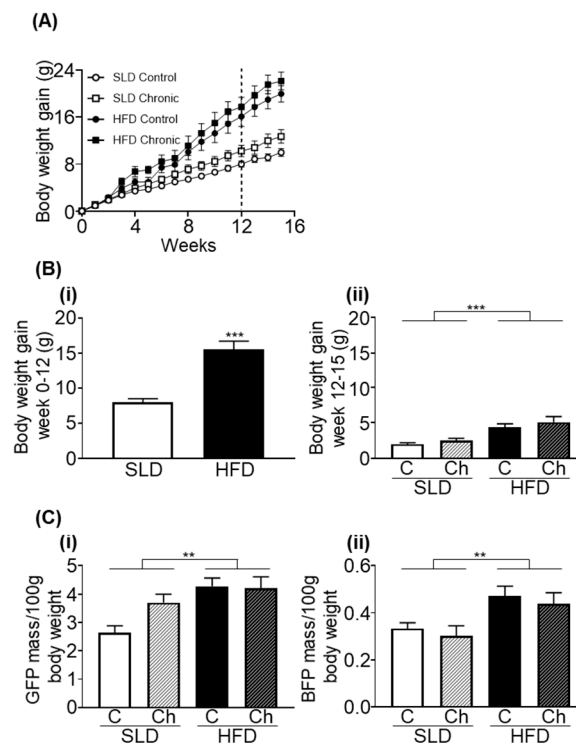 (A)
Body weight gain (g)
24
16
8
0
SLD Control
SLD Chronic
HFD Control
HFD Chronic
0 4 8 12 16
Weeks
(B)
(i)
Body weight gain
week 0-12 (g)
20
15
10
5
0
***
SLD HFD
(ii)
Body weight gain
week 12-15 (g)
20
15
10
5
0
***
C Ch C Ch
SLD HFD
(C)
(i)
GFP mass/100g
body weight
5
4
3
2
1
0
**
C Ch C Ch
SLD HFD
(ii)
BFP mass/100g
body weight
0.6
0.4
0.2
0.0
**
C Ch C Ch
SLD HFD